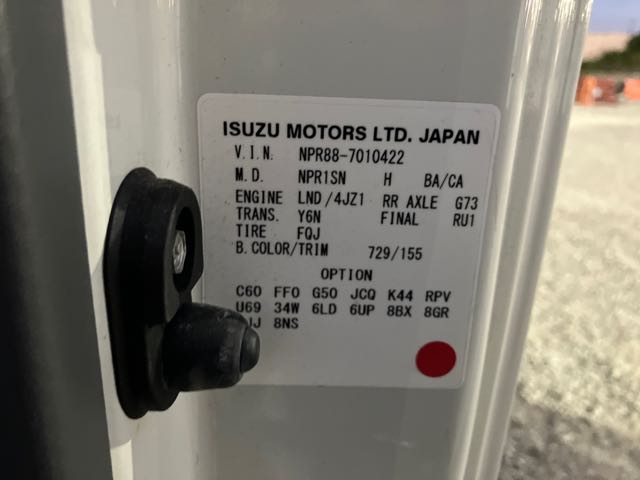 ISUZU MOTORS LTD. JAPAN
V.I.N. NPR88-7010422
M.D. NPR1SN H BA/CA
ENGINE LND/4JZ1 RR AXLE G73
TRANS. Y6N FINAL RU1
TIRE FQJ
B.COLOR/TRIM 729/155
OPTION
C60 FF0 G50 JCQ K44 RPV
U69 34W 6LD 6UP 8BX 8GR
8NS